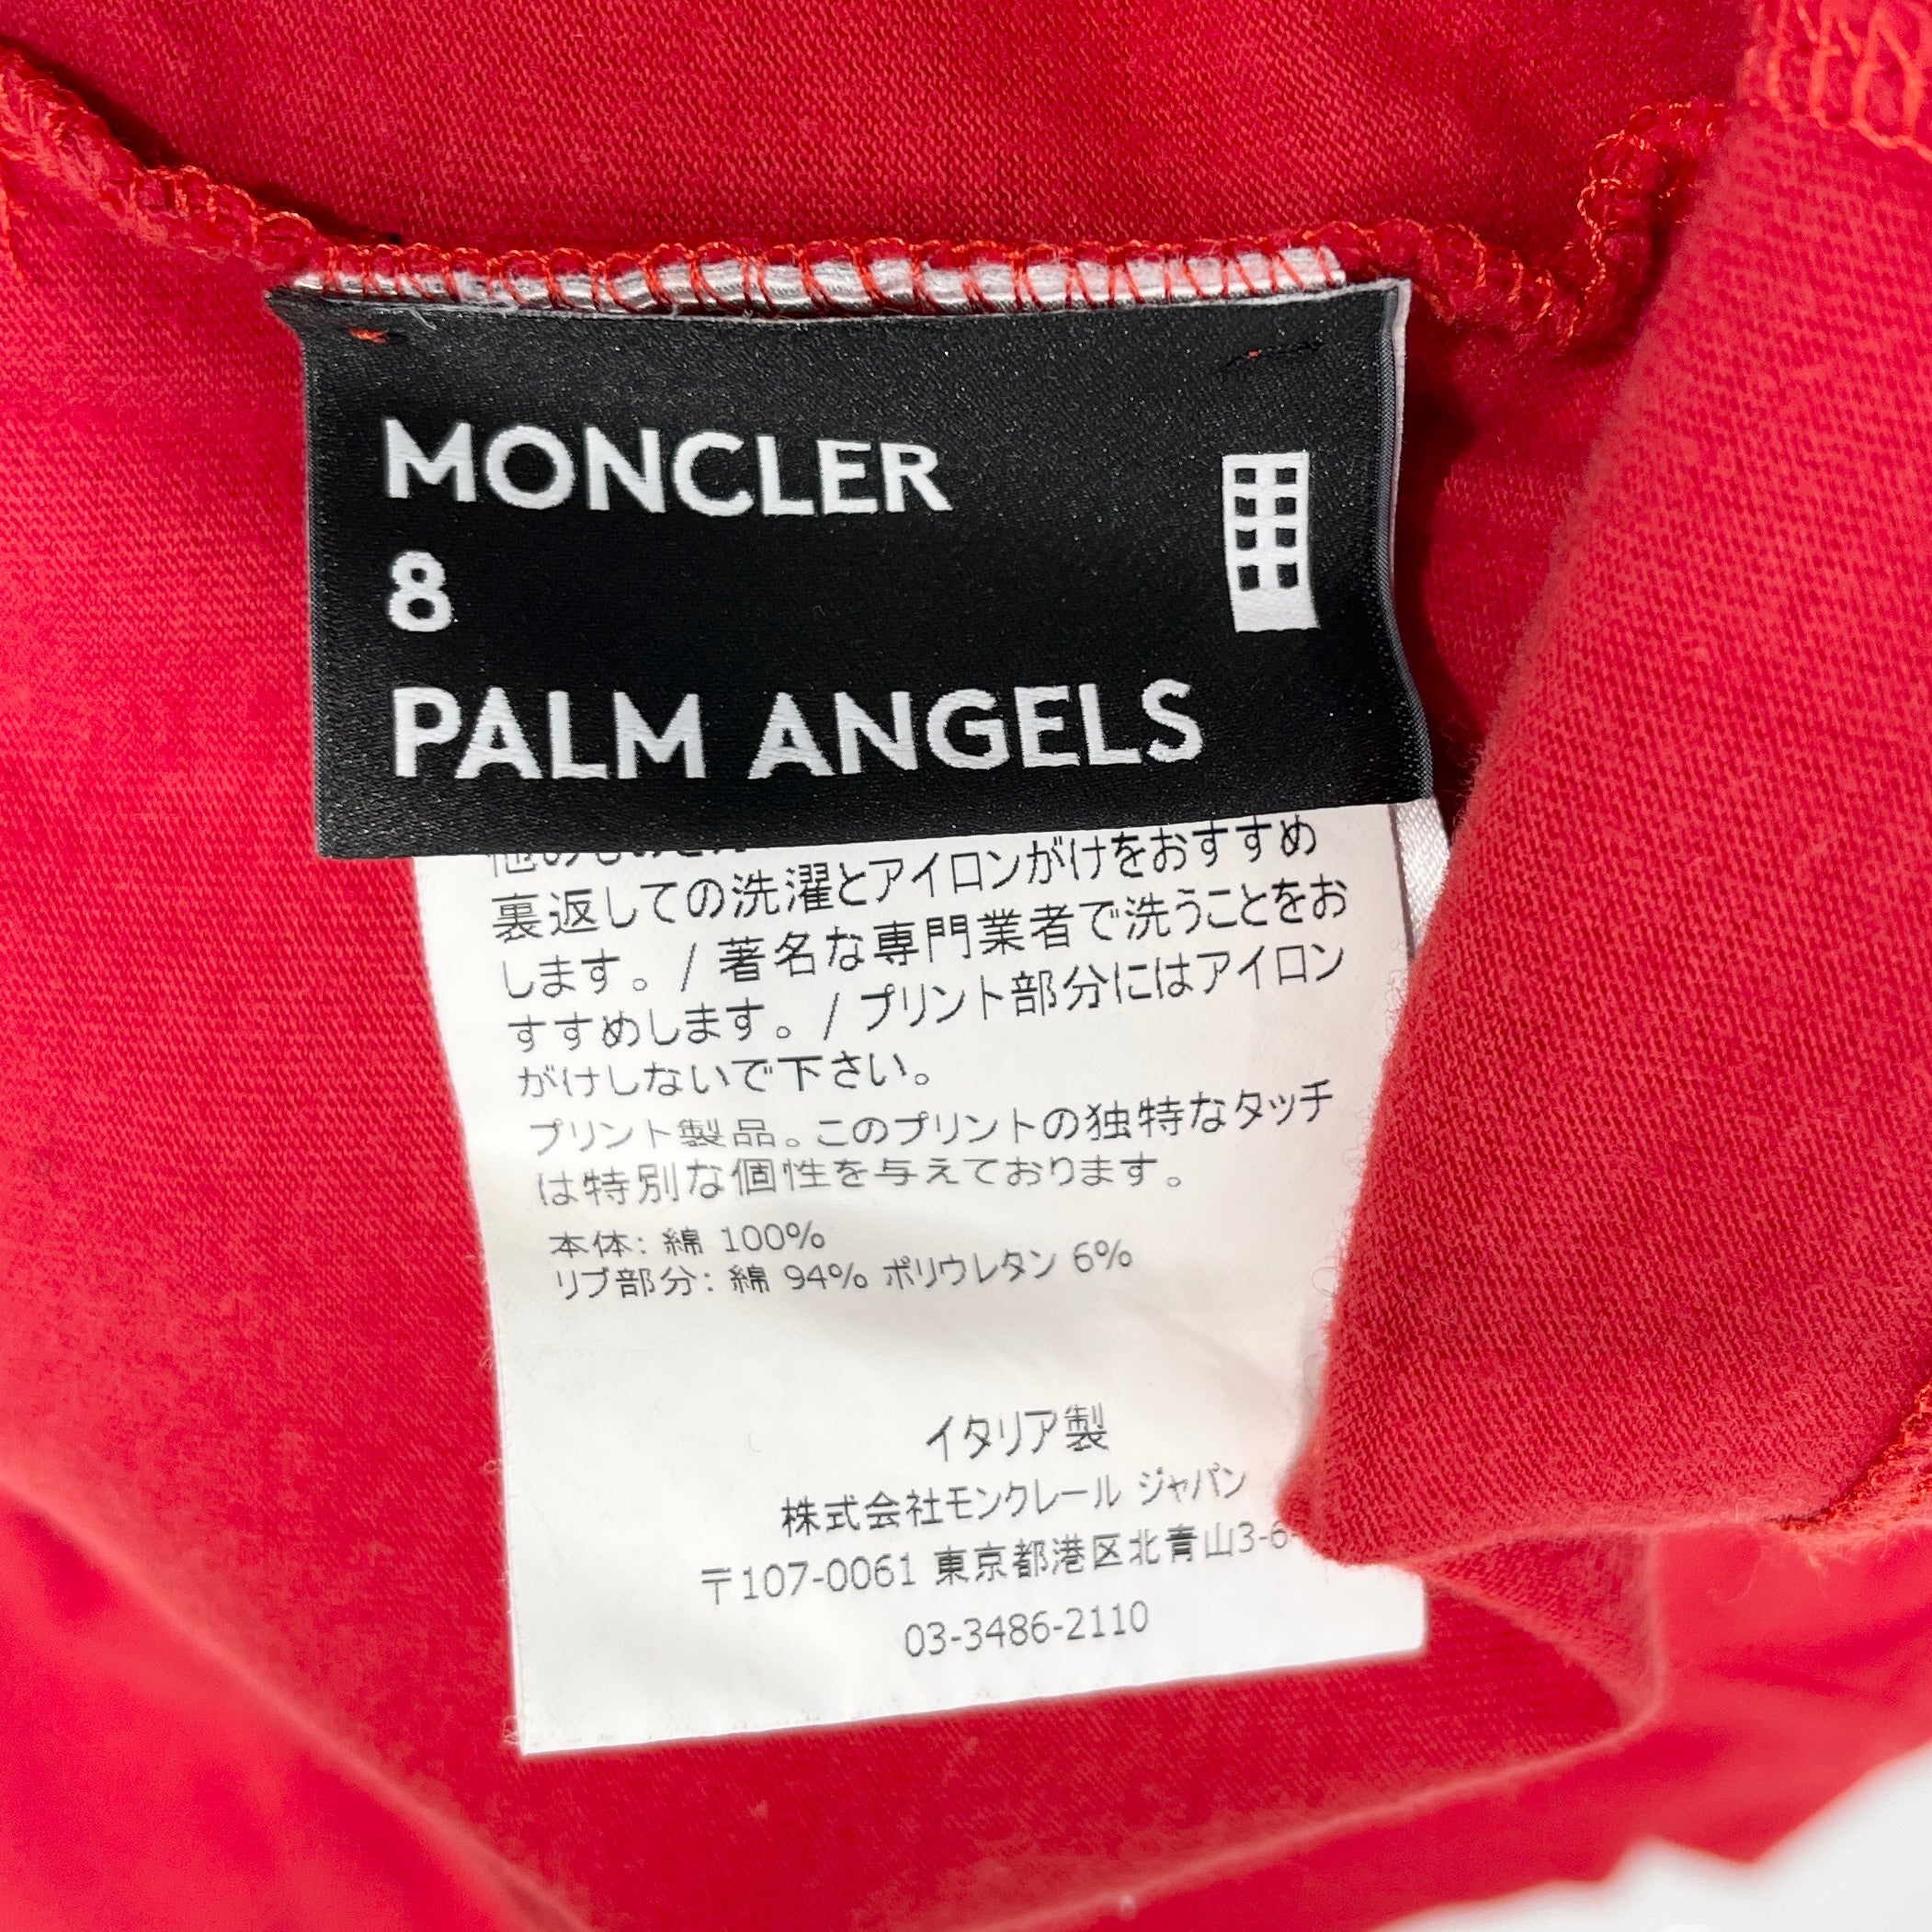 MONCLER
8
PALM ANGELS
裏返しての洗濯とアイロンがけをおすすめ
します。/ 著名な専門業者で洗うことをお
すすめします。/ プリント部分にはアイロン
がけしないで下さい。
プリント製品。このプリントの独特なタッチ
は特別な個性を与えております。
本体: 綿 100%
リブ部分: 綿 94% ポリウレタン 6%
イタリア製
株式会社モンクレール ジャパン
〒107-0061 東京都港区北青山3-6-
03-3486-2110